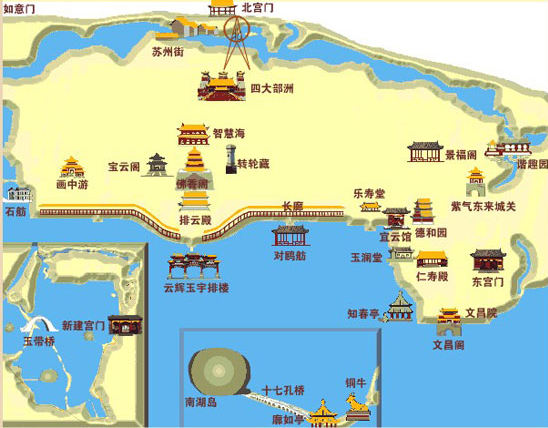 如意门
北宫门
苏州街
四大部洲
智慧海
景福阁
谐趣园
宝云阁
转轮藏
画中游
佛香阁
紫气东来城关
乐寿堂
石舫
排云殿
长廊
宜云馆
德和园
对鸥舫
玉澜堂
云辉玉宇排楼
仁寿殿
东宫门
知春亭
文昌院
新建宫门
玉带桥
文昌阁
铜牛
十七孔桥
南湖岛
廓如亭